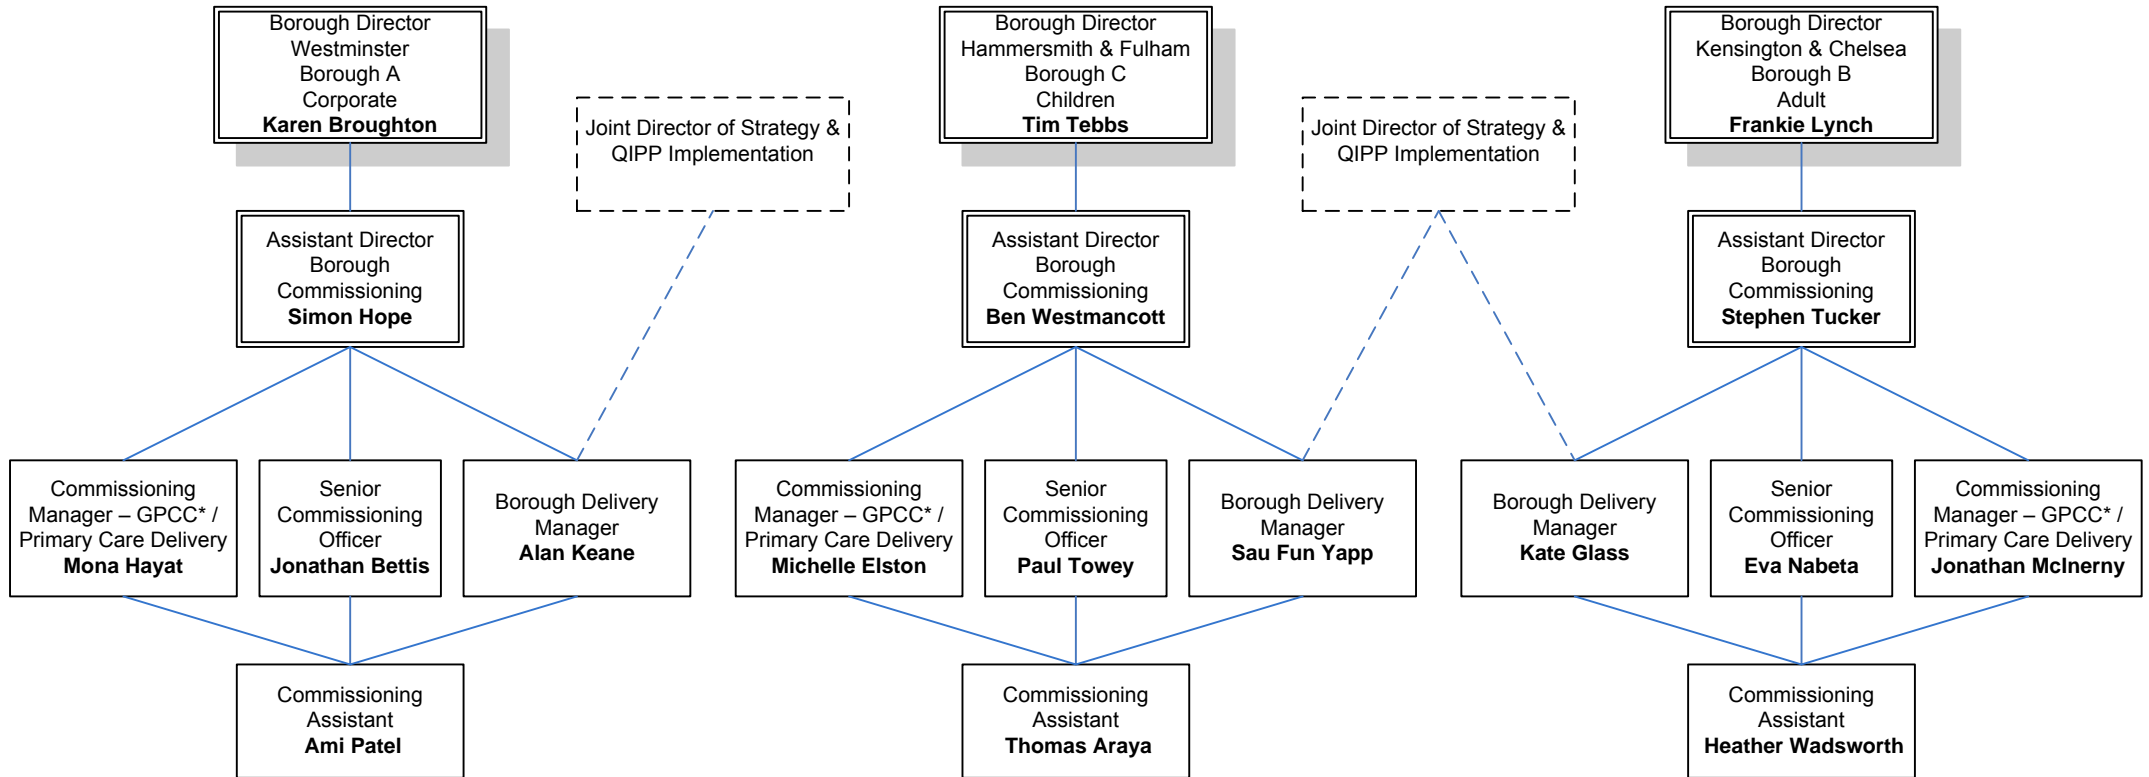 Borough Director
Westminster
Borough A
Corporate
Karen Broughton
Borough Director
Hammersmith & Fulham
Borough C
Children
Tim Tebbs
Borough Director
Kensington & Chelsea
Borough B
Adult
Frankie Lynch
Joint Director of Strategy &
QIPP Implementation
Joint Director of Strategy &
QIPP Implementation
Assistant Director
Borough
Commissioning
Simon Hope
Assistant Director
Borough
Commissioning
Ben Westmancott
Assistant Director
Borough
Commissioning
Stephen Tucker
Commissioning
Manager – GPCC* /
Primary Care Delivery
Mona Hayat
Senior
Commissioning
Officer
Jonathan Bettis
Borough Delivery
Manager
Alan Keane
Commissioning
Manager – GPCC* /
Primary Care Delivery
Michelle Elston
Senior
Commissioning
Officer
Paul Towey
Borough Delivery
Manager
Sau Fun Yapp
Borough Delivery
Manager
Kate Glass
Senior
Commissioning
Officer
Eva Nabeta
Commissioning
Manager – GPCC* /
Primary Care Delivery
Jonathan McInerny
Commissioning
Assistant
Ami Patel
Commissioning
Assistant
Thomas Araya
Commissioning
Assistant
Heather Wadsworth